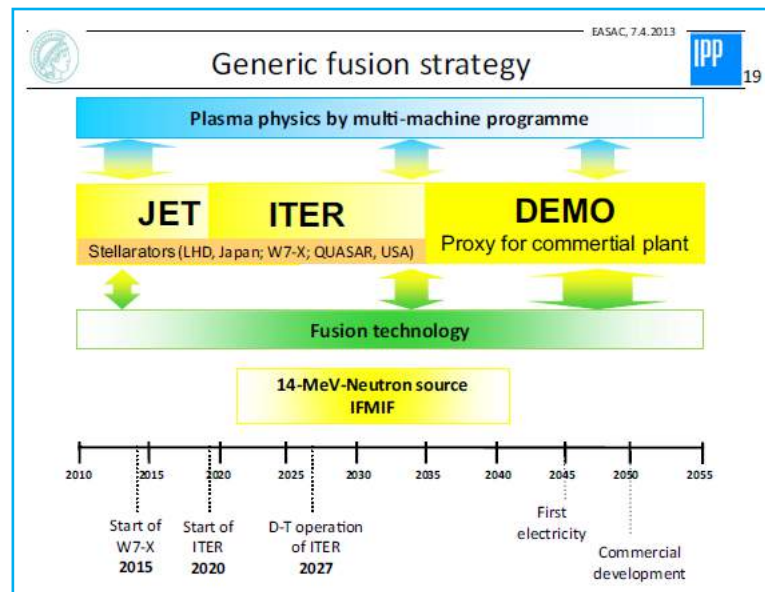 EASAC, 7.4.2013
Generic fusion strategy
IPP
19
Plasma physics by multi-machine programme
JET ITER DEMO
Proxy for commertial plant
Stellarators (LHD, Japan; W7-X; QUASAR, USA)
Fusion technology
14-MeV-Neutron source
IFMIF
2010 2015 2020 2025 2030 2035 2040 2045 2050 2055
Start of
W7-X
2015
Start of
ITER
2020
D-T operation
of ITER
2027
First
electricity
Commercial
development